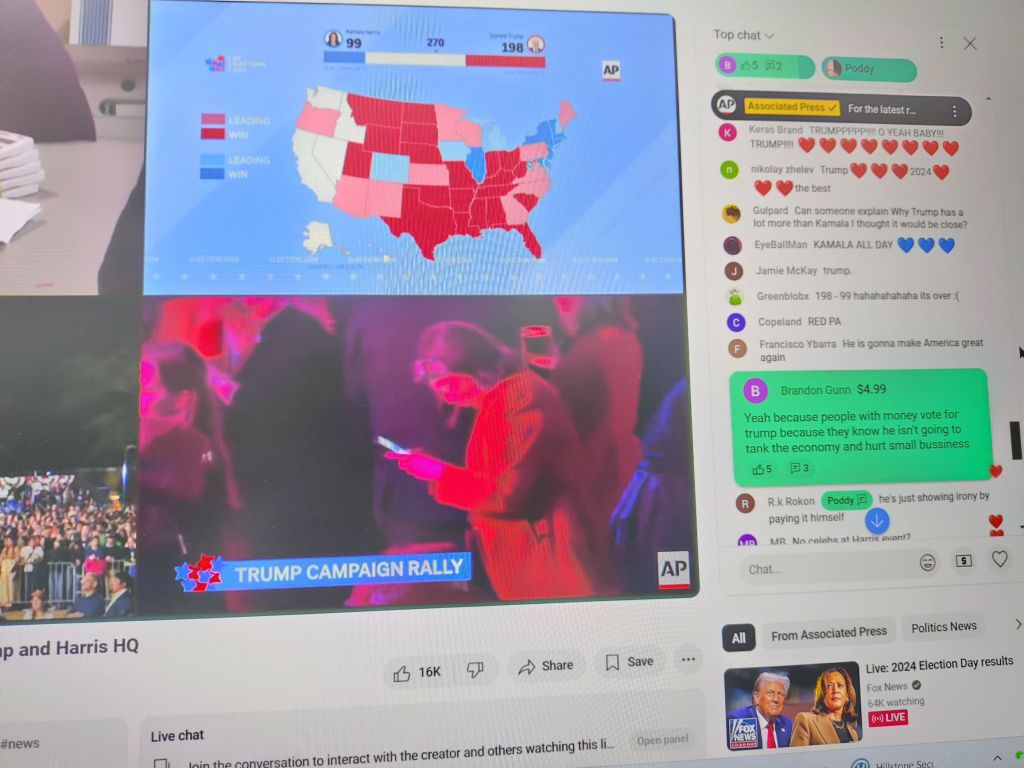 Kamala Harris
99
270
Donald Trump
198
AP
LEADING
WIN
LEADING
WIN
ELECTION 2024
TRUMP CAMPAIGN RALLY
AP
p and Harris HQ
16K
Share
Save
#news
Live chat
Join the conversation to interact with the creator and others watching this li...
Open panel
Top chat
B 5 2
Poddy
AP Associated Press For the latest r...
K Keras Brand TRUMPPPPP!!!! O YEAH BABY!!!
TRUMP!!!! ❤❤❤❤❤❤❤❤
n nikolay zhelev Trump ❤❤❤ 2024 ❤
❤❤ the best
Gulpard Can someone explain Why Trump has a
lot more than Kamala I thought it would be close?
EyeBallMan KAMALA ALL DAY 💙💙💙
J Jamie McKay trump.
Greenblobx 198 - 99 hahahahahaha its over :(
C Copeland RED PA
F Francisco Ybarra He is gonna make America great
again
B Brandon Gunn $4.99
Yeah because people with money vote for
trump because they know he isn't going to
tank the economy and hurt small bussiness
5 3
R R.k Rokon Poddy he's just showing irony by
paying it himself
MB No celebs at Harris event?
Chat...
All
From Associated Press
Politics News
Live: 2024 Election Day results
Fox News
64K watching
LIVE
FOX
NEWS
channel
Hillstone Secu